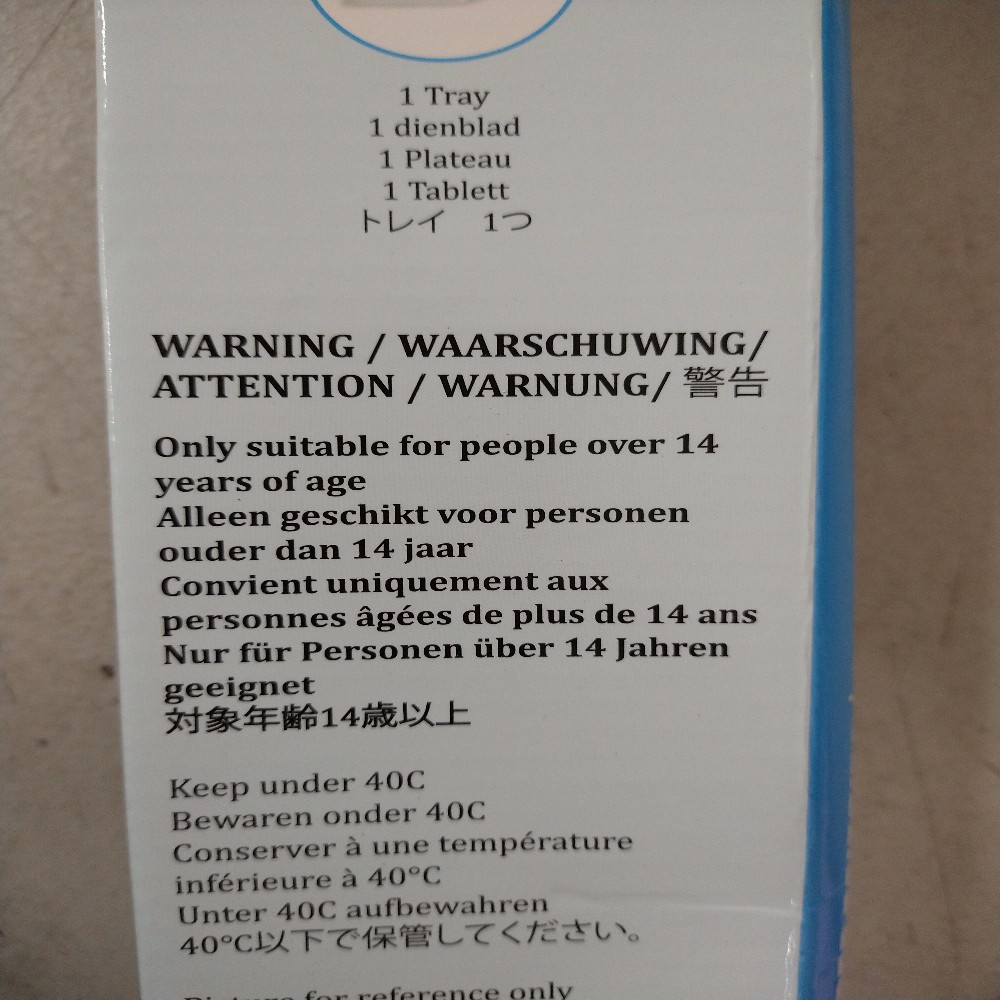 1 Tray
1 dienblad
1 Plateau
1 Tablett
トレイ　1つ
WARNING / WAARSCHUWING/
ATTENTION / WARNUNG/ 警告
Only suitable for people over 14
years of age
Alleen geschikt voor personen
ouder dan 14 jaar
Convient uniquement aux
personnes âgées de plus de 14 ans
Nur für Personen über 14 Jahren
geeignet
対象年齢14歳以上
Keep under 40C
Bewaren onder 40C
Conserver à une température
inférieure à 40°C
Unter 40C aufbewahren
40°C以下で保管してください。
Picture for reference only